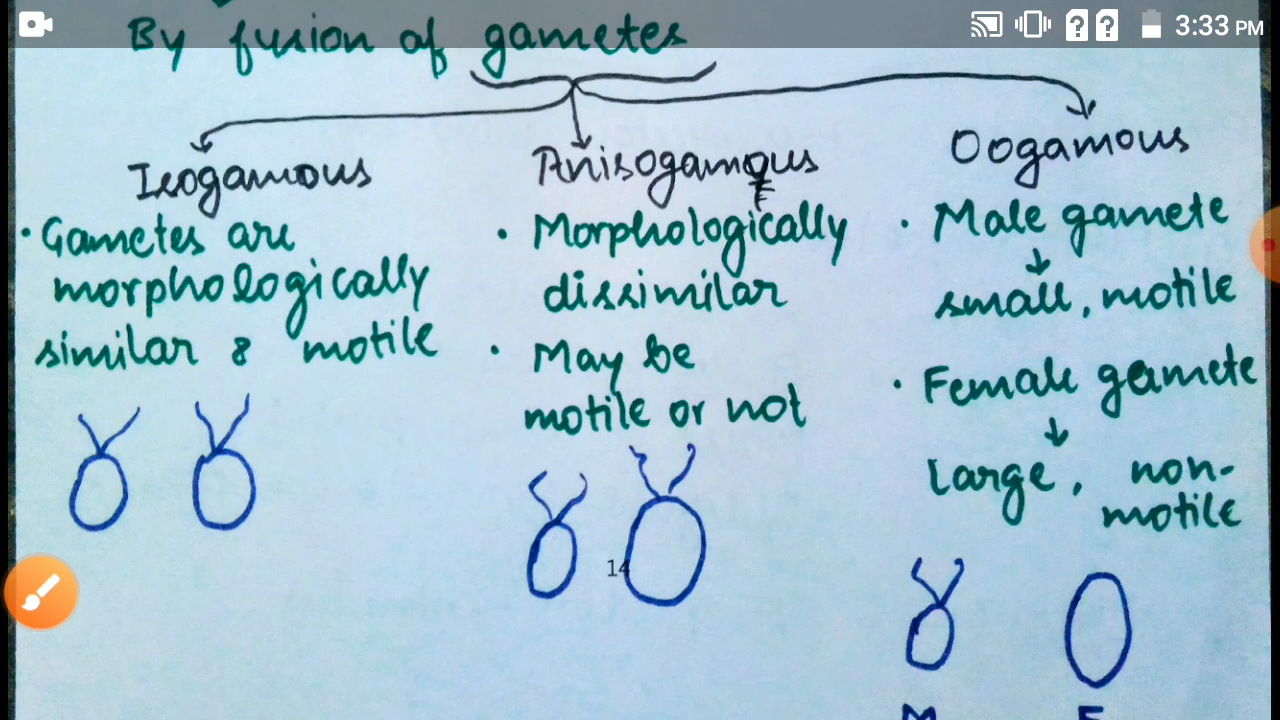 3:33 PM
By fusion of gametes
Isogamous
· Gametes are
morphologically
similar & motile
Anisogamous
· Morphologically
dissimilar
· May be
motile or not
14
Oogamous
· Male gamete
small, motile
· Female gamete
large, non-
motile
M F